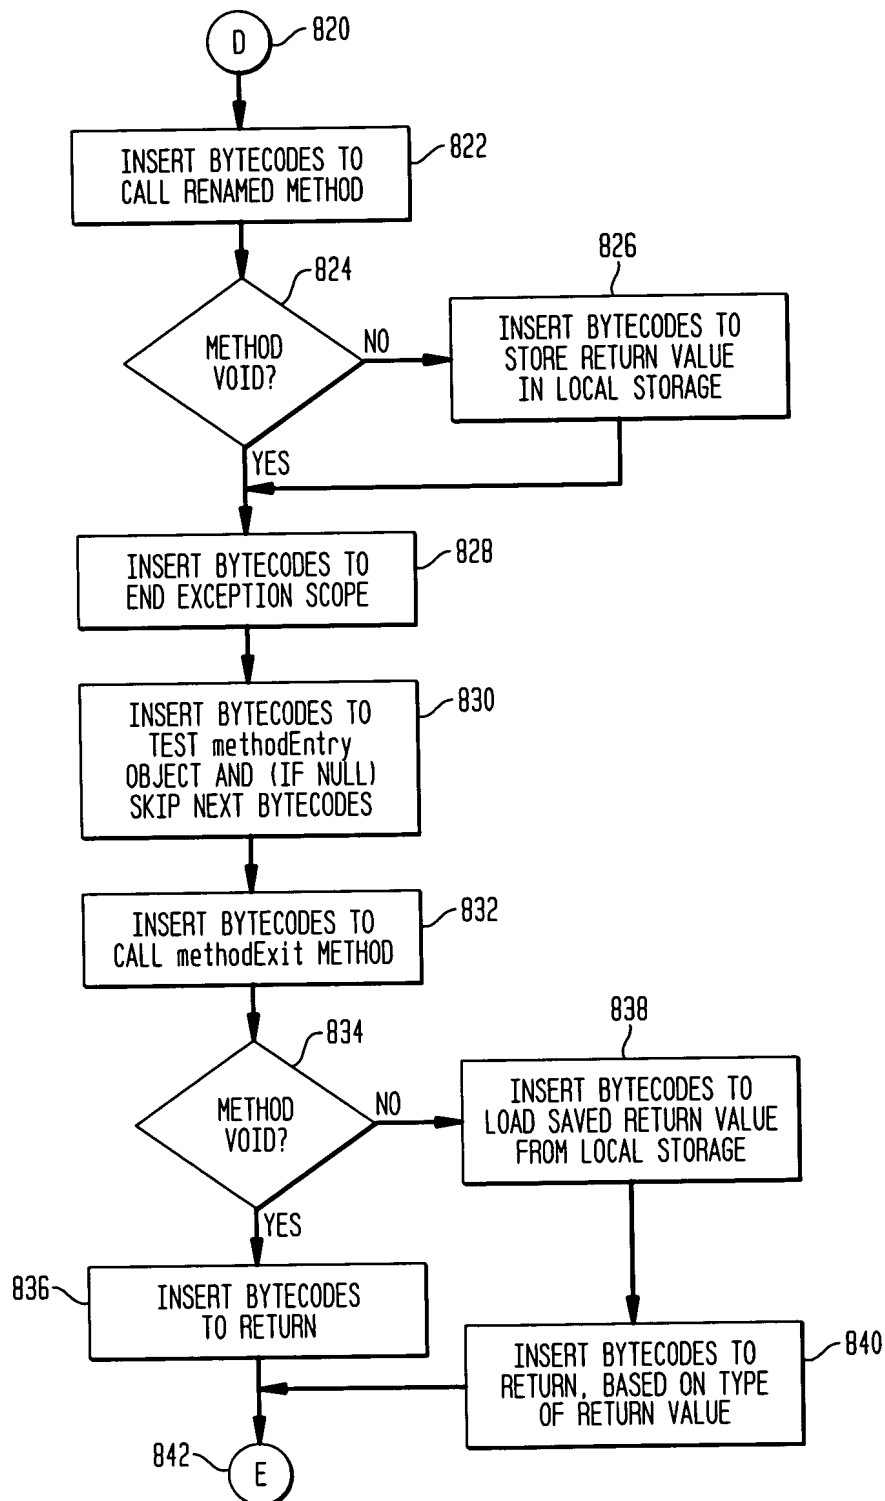 D
820
INSERT BYTECODES TO
CALL RENAMED METHOD
822
824
METHOD
VOID?
NO
YES
826
INSERT BYTECODES TO
STORE RETURN VALUE
IN LOCAL STORAGE
INSERT BYTECODES TO
END EXCEPTION SCOPE
828
INSERT BYTECODES TO
TEST methodEntry
OBJECT AND (IF NULL)
SKIP NEXT BYTECODES
830
INSERT BYTECODES TO
CALL methodExit METHOD
832
834
METHOD
VOID?
NO
YES
838
INSERT BYTECODES TO
LOAD SAVED RETURN VALUE
FROM LOCAL STORAGE
836
INSERT BYTECODES
TO RETURN
INSERT BYTECODES TO
RETURN, BASED ON TYPE
OF RETURN VALUE
840
842
E